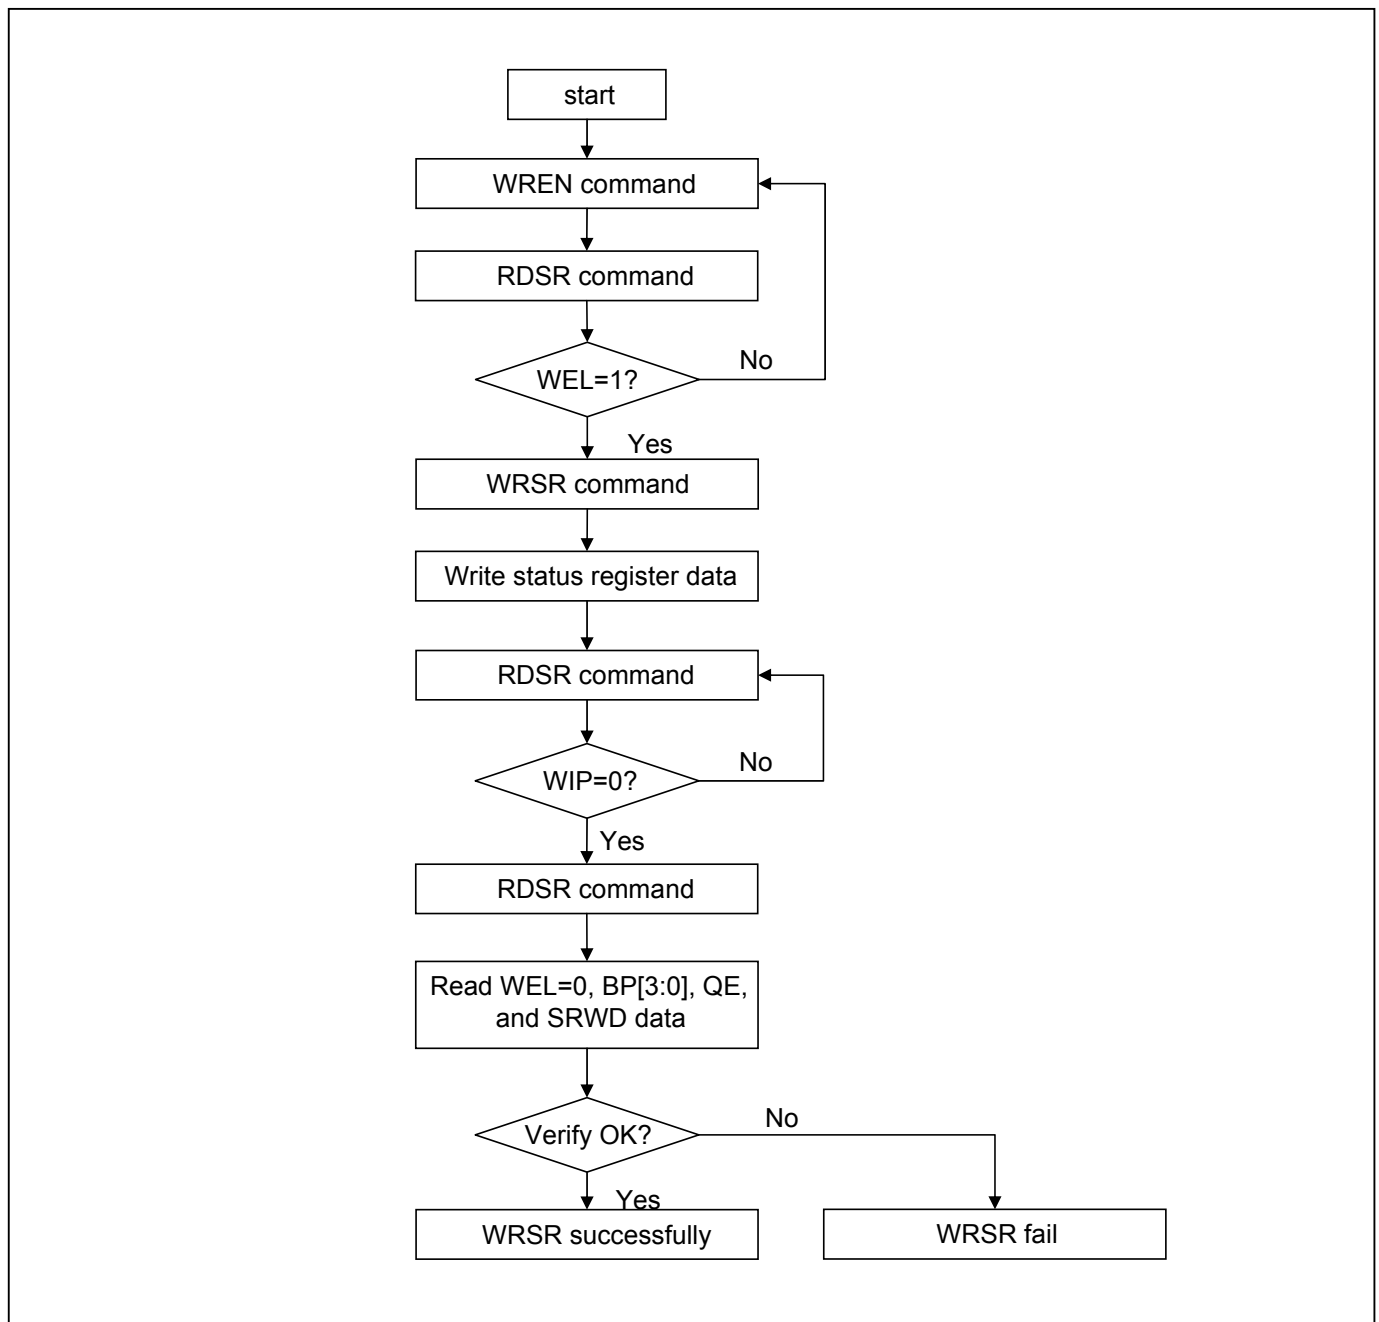 start
WREN command
RDSR command
WEL=1?
No
Yes
WRSR command
Write status register data
RDSR command
WIP=0?
No
Yes
RDSR command
Read WEL=0, BP[3:0], QE,
and SRWD data
Verify OK?
No
Yes
WRSR successfully
WRSR fail